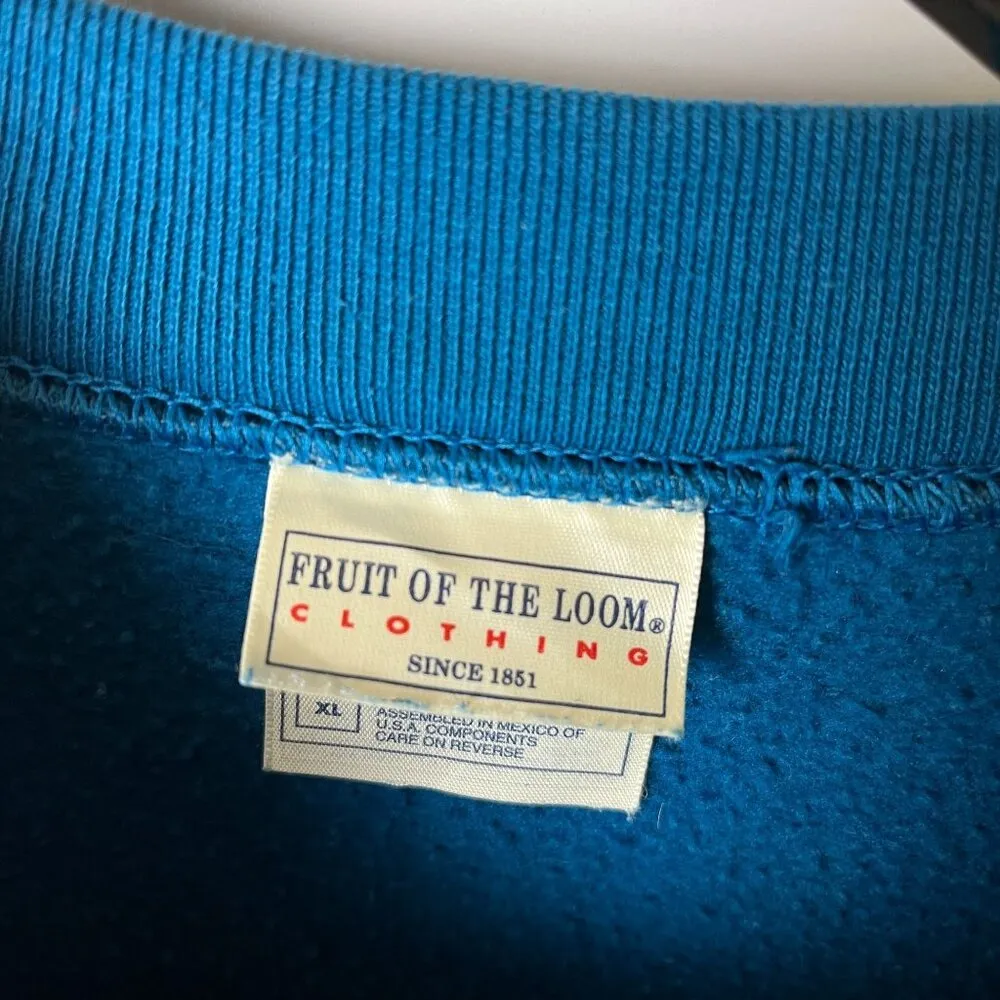 FRUIT OF THE LOOM®
CLOTHING
SINCE 1851
XL
ASSEMBLED IN MEXICO OF
U.S.A. COMPONENTS
CARE ON REVERSE